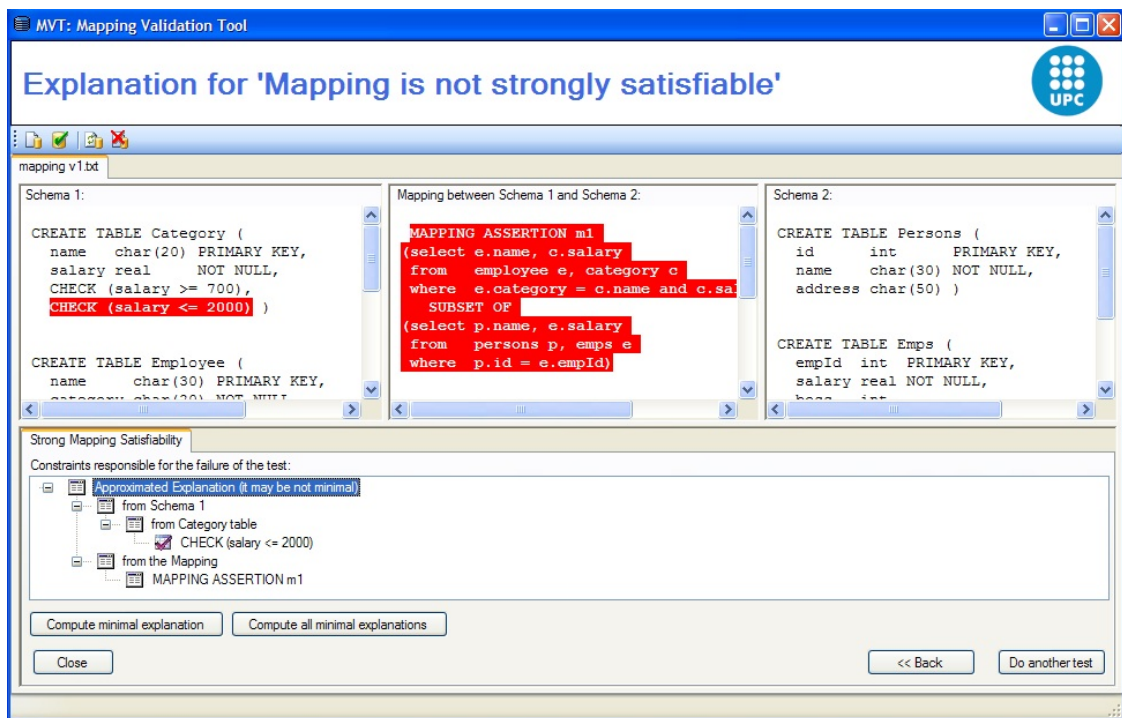 MVT: Mapping Validation Tool
Explanation for 'Mapping is not strongly satisfiable'
UPC
mapping v1.txt
Schema 1:
CREATE TABLE Category (
name char(20) PRIMARY KEY,
salary real NOT NULL,
CHECK (salary >= 700),
CHECK (salary <= 2000) )
CREATE TABLE Employee (
name char(30) PRIMARY KEY,
category char(20) NOT NULL
Mapping between Schema 1 and Schema 2:
MAPPING ASSERTION m1
(select e.name, c.salary
from employee e, category c
where e.category = c.name and c.sal
SUBSET OF
(select p.name, e.salary
from persons p, emps e
where p.id = e.empId)
Schema 2:
CREATE TABLE Persons (
id int PRIMARY KEY,
name char(30) NOT NULL,
address char(50) )
CREATE TABLE Emps (
empId int PRIMARY KEY,
salary real NOT NULL,
boss int
Strong Mapping Satisfiability
Constraints responsible for the failure of the test:
Approximated Explanation (it may be not minimal)
from Schema 1
from Category table
CHECK (salary <= 2000)
from the Mapping
MAPPING ASSERTION m1
Compute minimal explanation
Compute all minimal explanations
Close
<< Back
Do another test